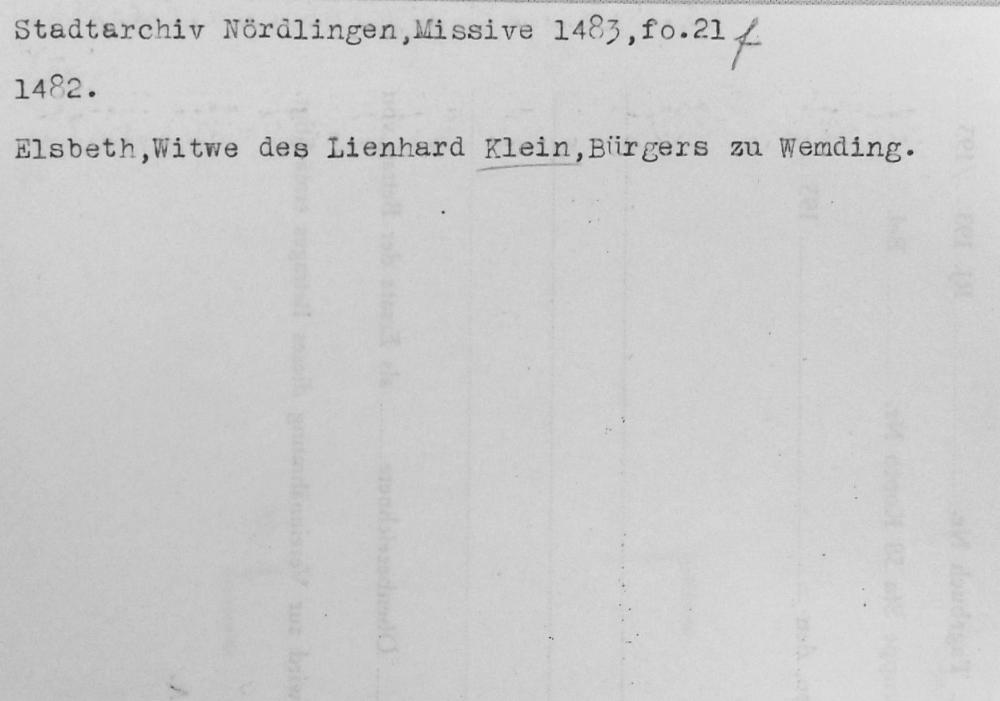 Stadtarchiv Nördlingen,Missive 1483,fo.21 f
1482.
Elsbeth,Witwe des Lienhard Klein,Bürgers zu Wemding.